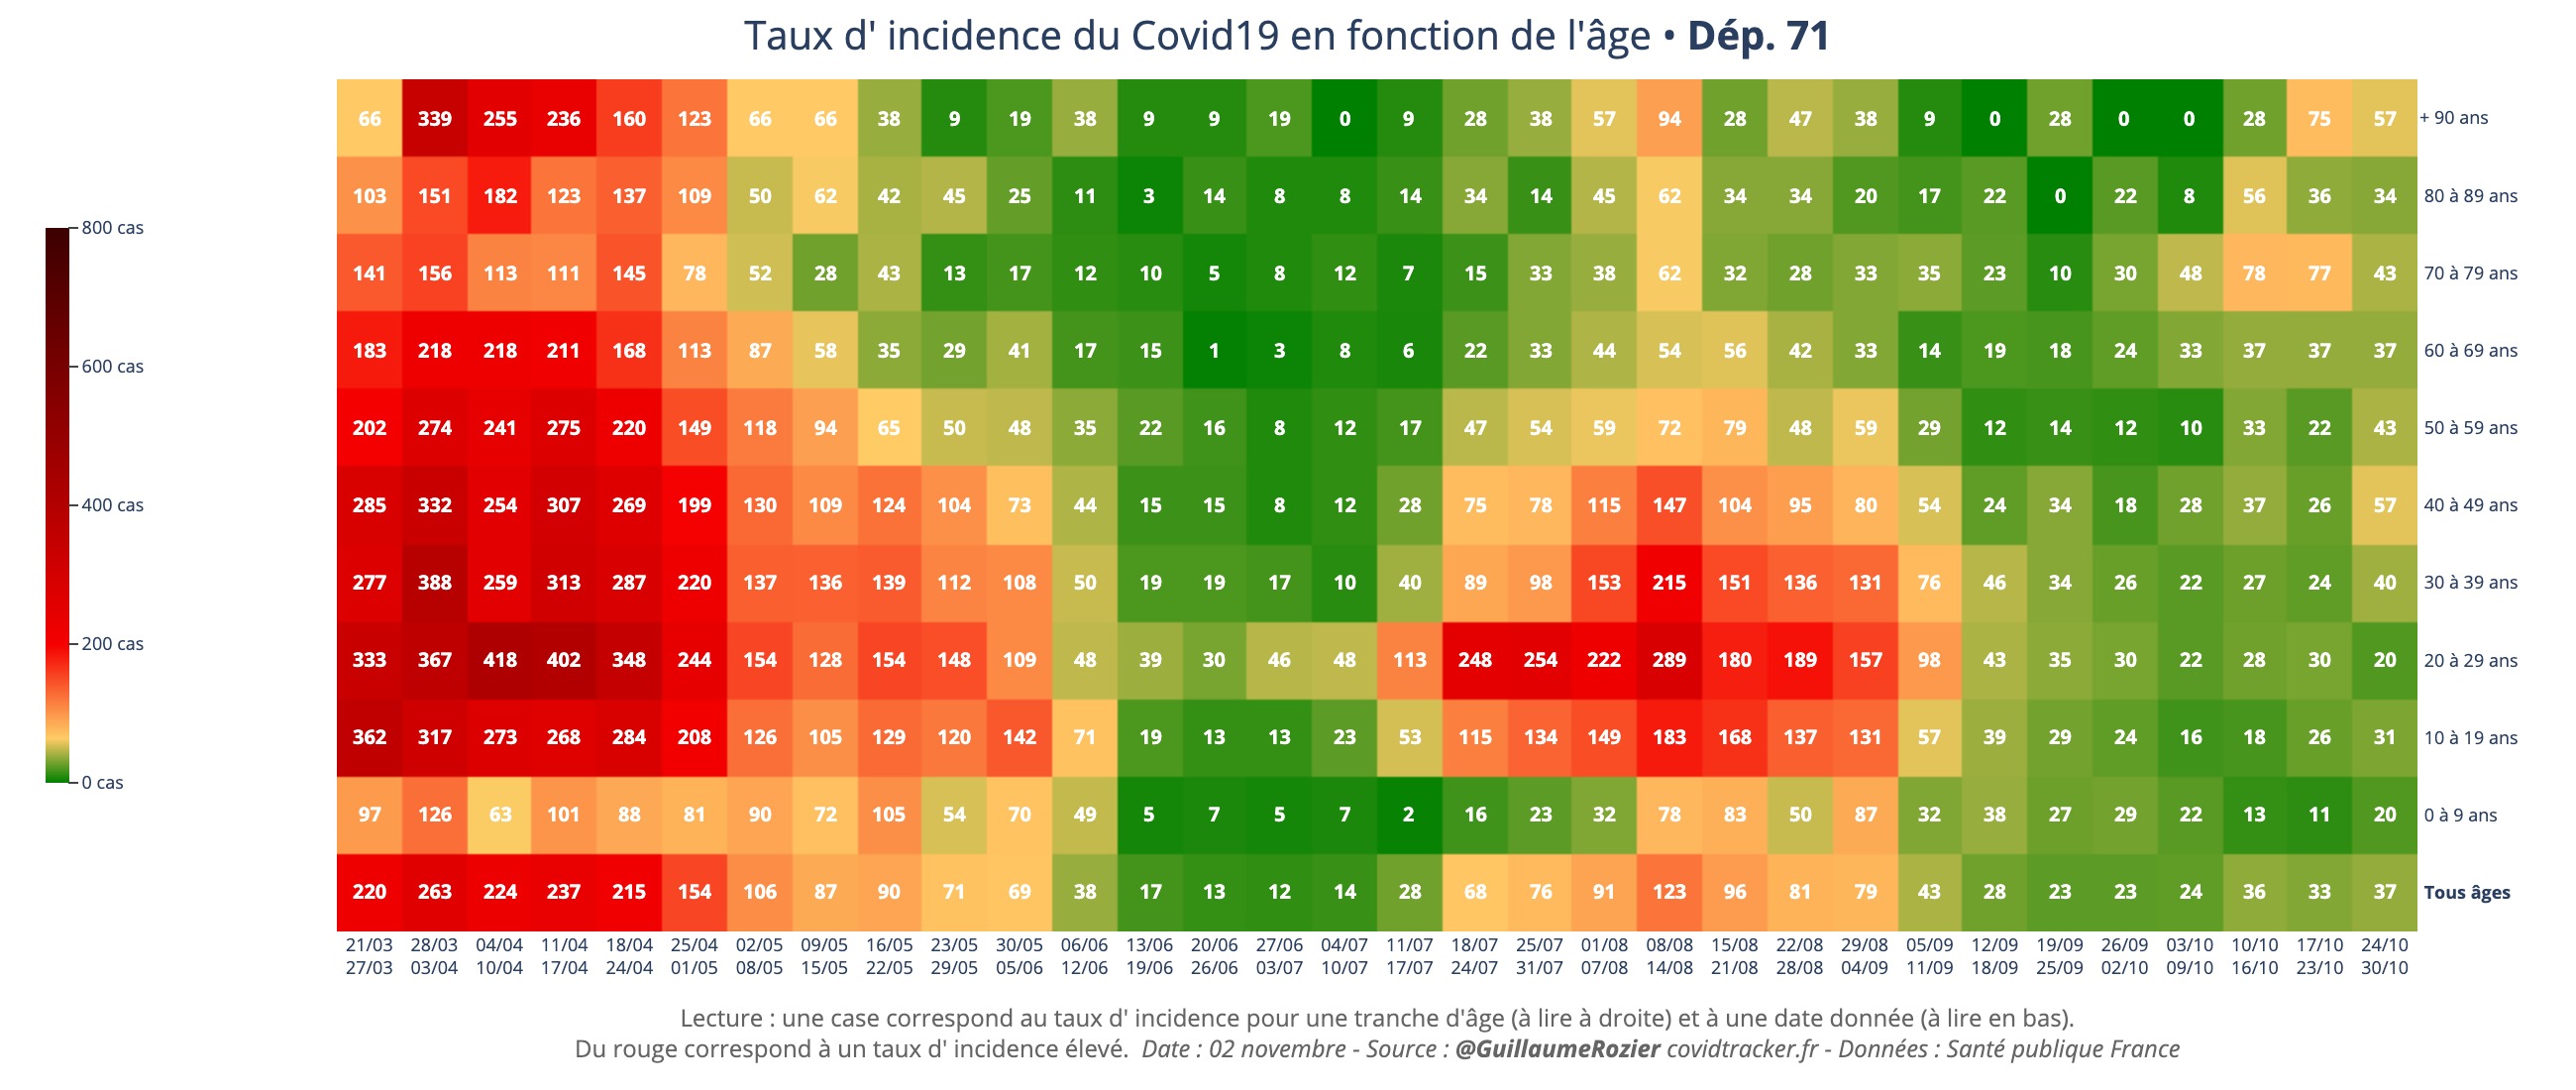 Taux d' incidence du Covid19 en fonction de l'âge • Dép. 71
66 339 255 236 160 123 66 66 38 9 19 38 9 9 19 0 9 28 38 57 94 28 47 38 9 0 28 0 0 28 75 57 + 90 ans
103 151 182 123 137 109 50 62 42 45 25 11 3 14 8 8 14 34 14 45 62 34 34 20 17 22 0 22 8 56 36 34 80 à 89 ans
141 156 113 111 145 78 52 28 43 13 17 12 10 5 8 12 7 15 33 38 62 32 28 33 35 23 10 30 48 78 77 43 70 à 79 ans
183 218 218 211 168 113 87 58 35 29 41 17 15 1 3 8 6 22 33 44 54 56 42 33 14 19 18 24 33 37 37 37 60 à 69 ans
202 274 241 275 220 149 118 94 65 50 48 35 22 16 8 12 17 47 54 59 72 79 48 59 29 12 14 12 10 33 22 43 50 à 59 ans
285 332 254 307 269 199 130 109 124 104 73 44 15 15 8 12 28 75 78 115 147 104 95 80 54 24 34 18 28 37 26 57 40 à 49 ans
277 388 259 313 287 220 137 136 139 112 108 50 19 19 17 10 40 89 98 153 215 151 136 131 76 46 34 26 22 27 24 40 30 à 39 ans
333 367 418 402 348 244 154 128 154 148 109 48 39 30 46 48 113 248 254 222 289 180 189 157 98 43 35 30 22 28 30 20 20 à 29 ans
362 317 273 268 284 208 126 105 129 120 142 71 19 13 13 23 53 115 134 149 183 168 137 131 57 39 29 24 16 18 26 31 10 à 19 ans
97 126 63 101 88 81 90 72 105 54 70 49 5 7 5 7 2 16 23 32 78 83 50 87 32 38 27 29 22 13 11 20 0 à 9 ans
220 263 224 237 215 154 106 87 90 71 69 38 17 13 12 14 28 68 76 91 123 96 81 79 43 28 23 23 24 36 33 37 Tous âges
800 cas
600 cas
400 cas
200 cas
0 cas
21/03 28/03 04/04 11/04 18/04 25/04 02/05 09/05 16/05 23/05 30/05 06/06 13/06 20/06 27/06 04/07 11/07 18/07 25/07 01/08 08/08 15/08 22/08 29/08 05/09 12/09 19/09 26/09 03/10 10/10 17/10 24/10
27/03 03/04 10/04 17/04 24/04 01/05 08/05 15/05 22/05 29/05 05/06 12/06 19/06 26/06 03/07 10/07 17/07 24/07 31/07 07/08 14/08 21/08 28/08 04/09 11/09 18/09 25/09 02/10 09/10 16/10 23/10 30/10
Lecture : une case correspond au taux d' incidence pour une tranche d'âge (à lire à droite) et à une date donnée (à lire en bas).
Du rouge correspond à un taux d' incidence élevé. Date : 02 novembre - Source : @GuillaumeRozier covidtracker.fr - Données : Santé publique France